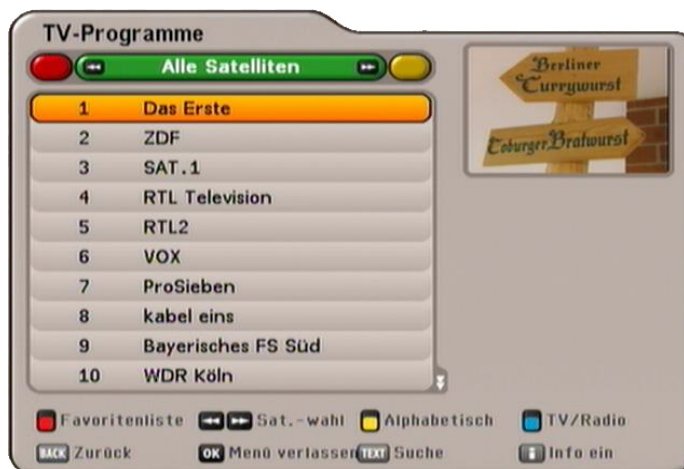 TV-Programme
Alle Satelliten
1 Das Erste
2 ZDF
3 SAT.1
4 RTL Television
5 RTL2
6 VOX
7 ProSieben
8 kabel eins
9 Bayerisches FS Süd
10 WDR Köln
Berliner
Currywurst
Coburger Bratwurst
Favoritenliste Sat.-wahl Alphabetisch TV/Radio
BACK Zurück OK Menü verlassen TEXT Suche i Info ein